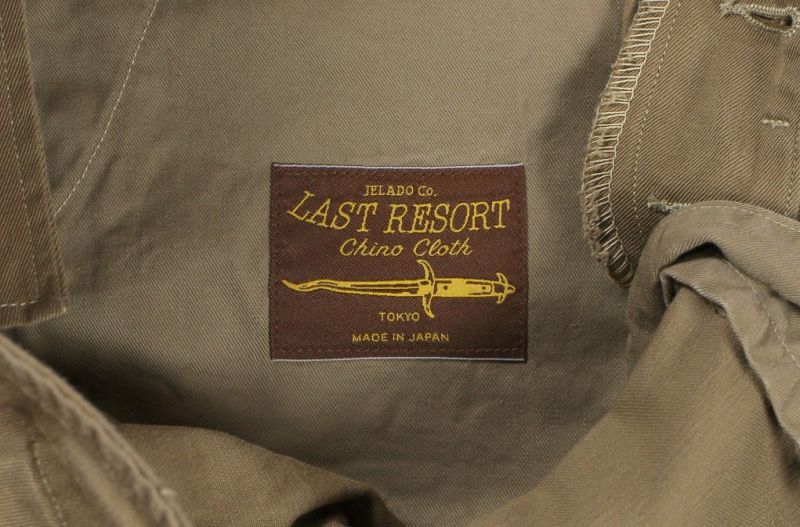 JELADO Co.
LAST RESORT
Chino Cloth
TOKYO
MADE IN JAPAN